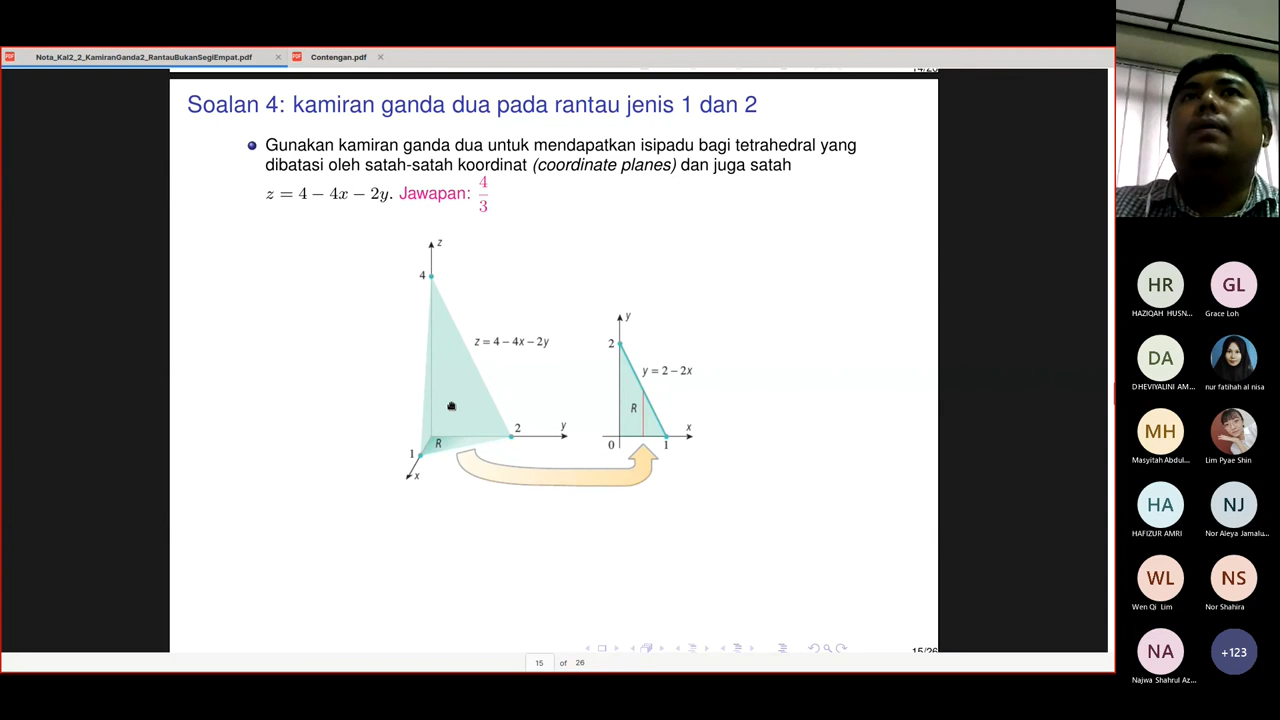 Nota_Kal2_2_KamiranGanda2_RantauBukanSegiEmpat.pdf
Contengan.pdf
Soalan 4: kamiran ganda dua pada rantau jenis 1 dan 2
Gunakan kamiran ganda dua untuk mendapatkan isipadu bagi tetrahedral yang
dibatasi oleh satah-satah koordinat (coordinate planes) dan juga satah
z = 4 − 4x − 2y. Jawapan: 4/3
z
4
z = 4 − 4x − 2y
2
y
R
1
x
y
2
y = 2 − 2x
R
x
0
1
15/26
15 of 26
HR
HAZIQAH HUSN...
GL
Grace Loh
DA
DHEVIYALINI AM...
nur fatihah al nisa
MH
Masyitah Abdul...
Lim Pyae Shin
HA
HAFIZUR AMRI
NJ
Nor Aleya Jamalu...
WL
Wen Qi Lim
NS
Nor Shahira
NA
Najwa Shahrul Az...
+123